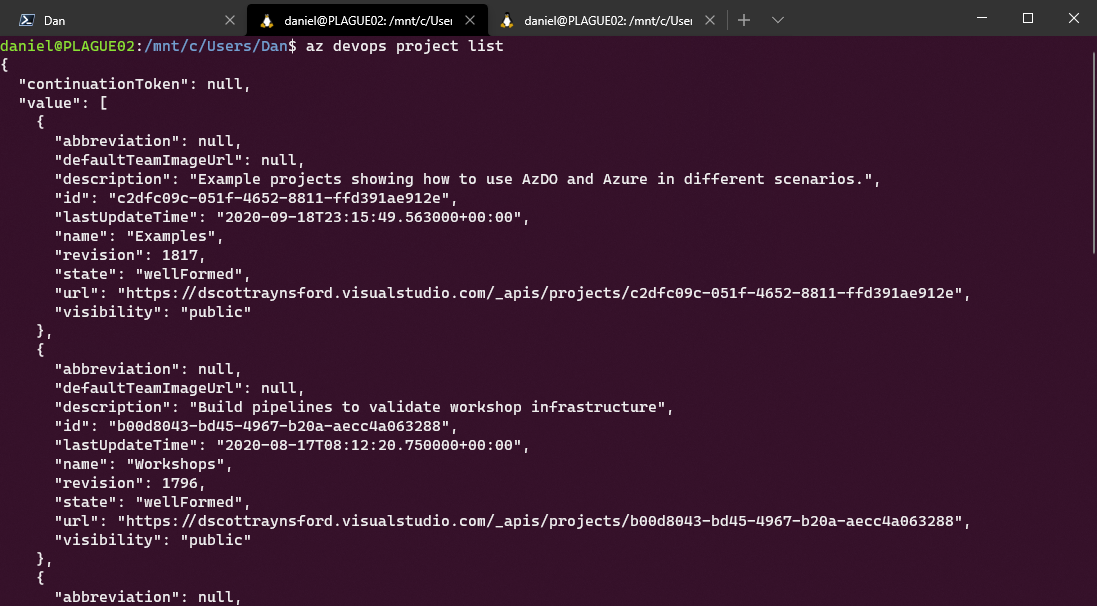 Dan
daniel@PLAGUE02: /mnt/c/User
daniel@PLAGUE02: /mnt/c/User
daniel@PLAGUE02:/mnt/c/Users/Dan$ az devops project list
{
  "continuationToken": null,
  "value": [
    {
      "abbreviation": null,
      "defaultTeamImageUrl": null,
      "description": "Example projects showing how to use AzDO and Azure in different scenarios.",
      "id": "c2dfc09c-051f-4652-8811-ffd391ae912e",
      "lastUpdateTime": "2020-09-18T23:15:49.563000+00:00",
      "name": "Examples",
      "revision": 1817,
      "state": "wellFormed",
      "url": "https://dscottraynsford.visualstudio.com/_apis/projects/c2dfc09c-051f-4652-8811-ffd391ae912e",
      "visibility": "public"
    },
    {
      "abbreviation": null,
      "defaultTeamImageUrl": null,
      "description": "Build pipelines to validate workshop infrastructure",
      "id": "b00d8043-bd45-4967-b20a-aecc4a063288",
      "lastUpdateTime": "2020-08-17T08:12:20.750000+00:00",
      "name": "Workshops",
      "revision": 1796,
      "state": "wellFormed",
      "url": "https://dscottraynsford.visualstudio.com/_apis/projects/b00d8043-bd45-4967-b20a-aecc4a063288",
      "visibility": "public"
    },
    {
      "abbreviation": null,